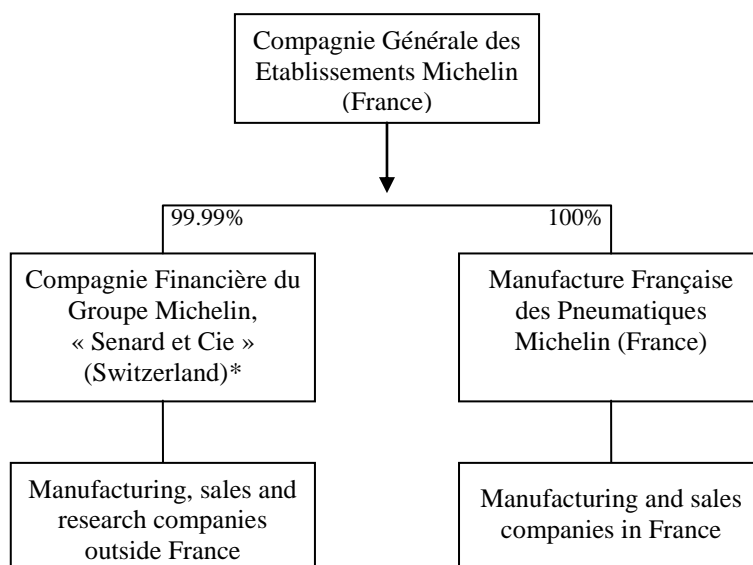 Compagnie Générale des
Etablissements Michelin
(France)
99.99%
100%
Compagnie Financière du
Groupe Michelin,
« Senard et Cie »
(Switzerland)*
Manufacture Française
des Pneumatiques
Michelin (France)
Manufacturing, sales and
research companies
outside France
Manufacturing and sales
companies in France